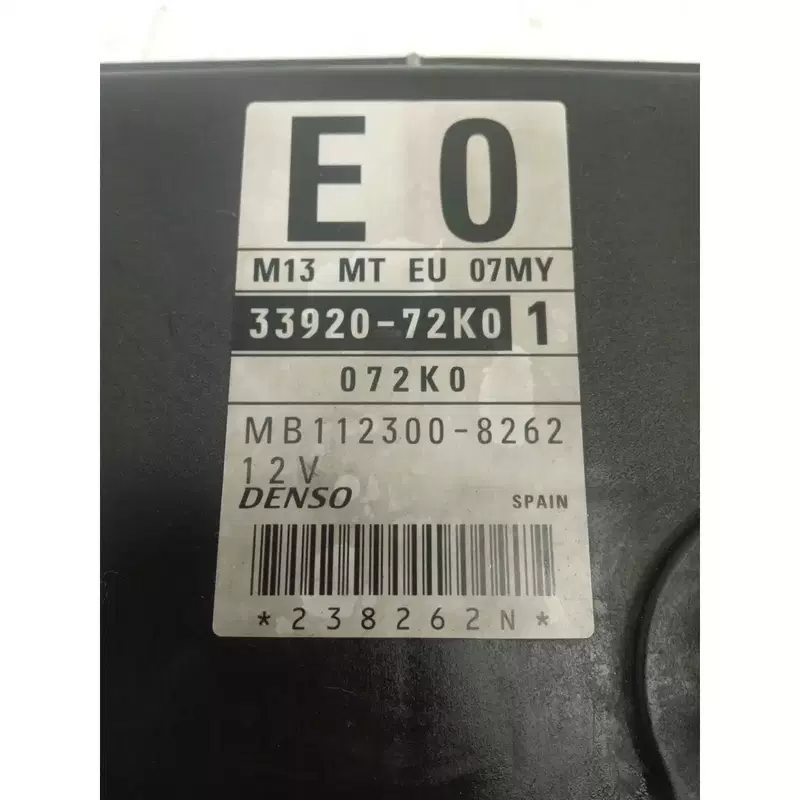 E 0
M13 MT EU 07MY
33920-72K0 1
072K0
MB112300-8262
12V
DENSO SPAIN
*238262N*